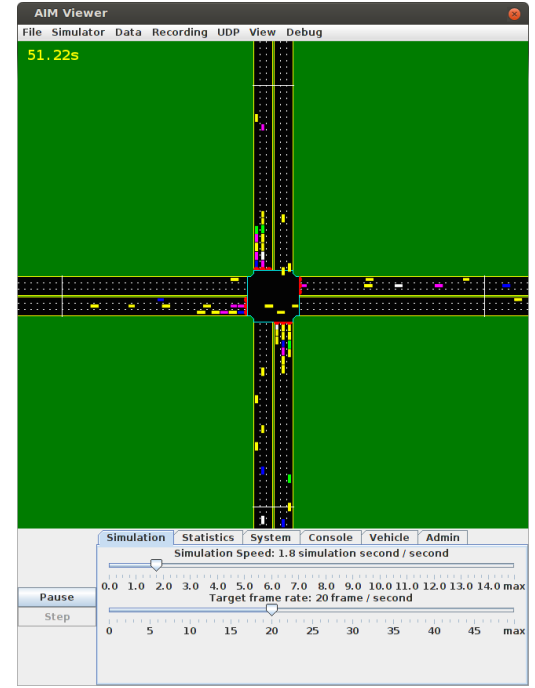 AIM Viewer
File Simulator Data Recording UDP View Debug
51.22s
Simulation Statistics System Console Vehicle Admin
Simulation Speed: 1.8 simulation second / second
0.0 1.0 2.0 3.0 4.0 5.0 6.0 7.0 8.0 9.0 10.0 11.0 12.0 13.0 14.0 max
Pause
Target frame rate: 20 frame / second
Step
0 5 10 15 20 25 30 35 40 45 max